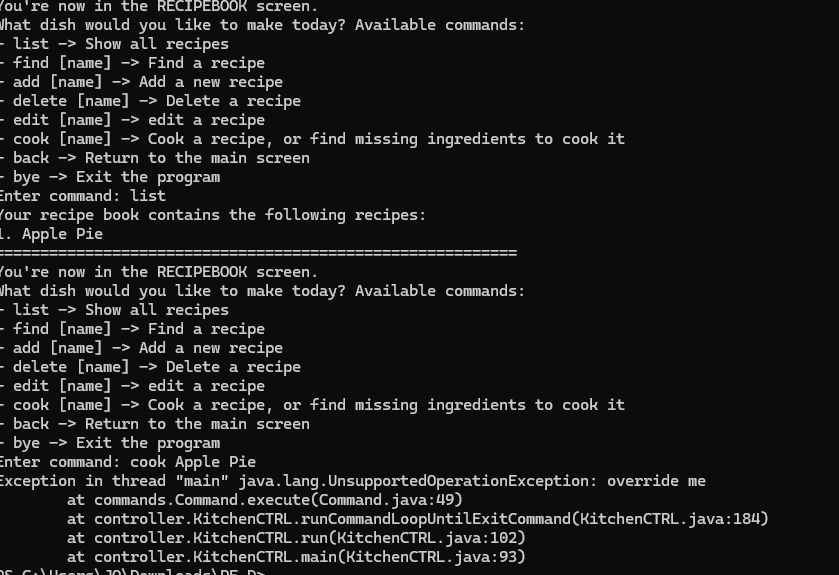 You're now in the RECIPEBOOK screen.
What dish would you like to make today? Available commands:
- list -> Show all recipes
- find [name] -> Find a recipe
- add [name] -> Add a new recipe
- delete [name] -> Delete a recipe
- edit [name] -> edit a recipe
- cook [name] -> Cook a recipe, or find missing ingredients to cook it
- back -> Return to the main screen
- bye -> Exit the program
Enter command: list
Your recipe book contains the following recipes:
1. Apple Pie
==========================================================
You're now in the RECIPEBOOK screen.
What dish would you like to make today? Available commands:
- list -> Show all recipes
- find [name] -> Find a recipe
- add [name] -> Add a new recipe
- delete [name] -> Delete a recipe
- edit [name] -> edit a recipe
- cook [name] -> Cook a recipe, or find missing ingredients to cook it
- back -> Return to the main screen
- bye -> Exit the program
Enter command: cook Apple Pie
Exception in thread "main" java.lang.UnsupportedOperationException: override me
at commands.Command.execute(Command.java:49)
at controller.KitchenCTRL.runCommandLoopUntilExitCommand(KitchenCTRL.java:184)
at controller.KitchenCTRL.run(KitchenCTRL.java:102)
at controller.KitchenCTRL.main(KitchenCTRL.java:93)